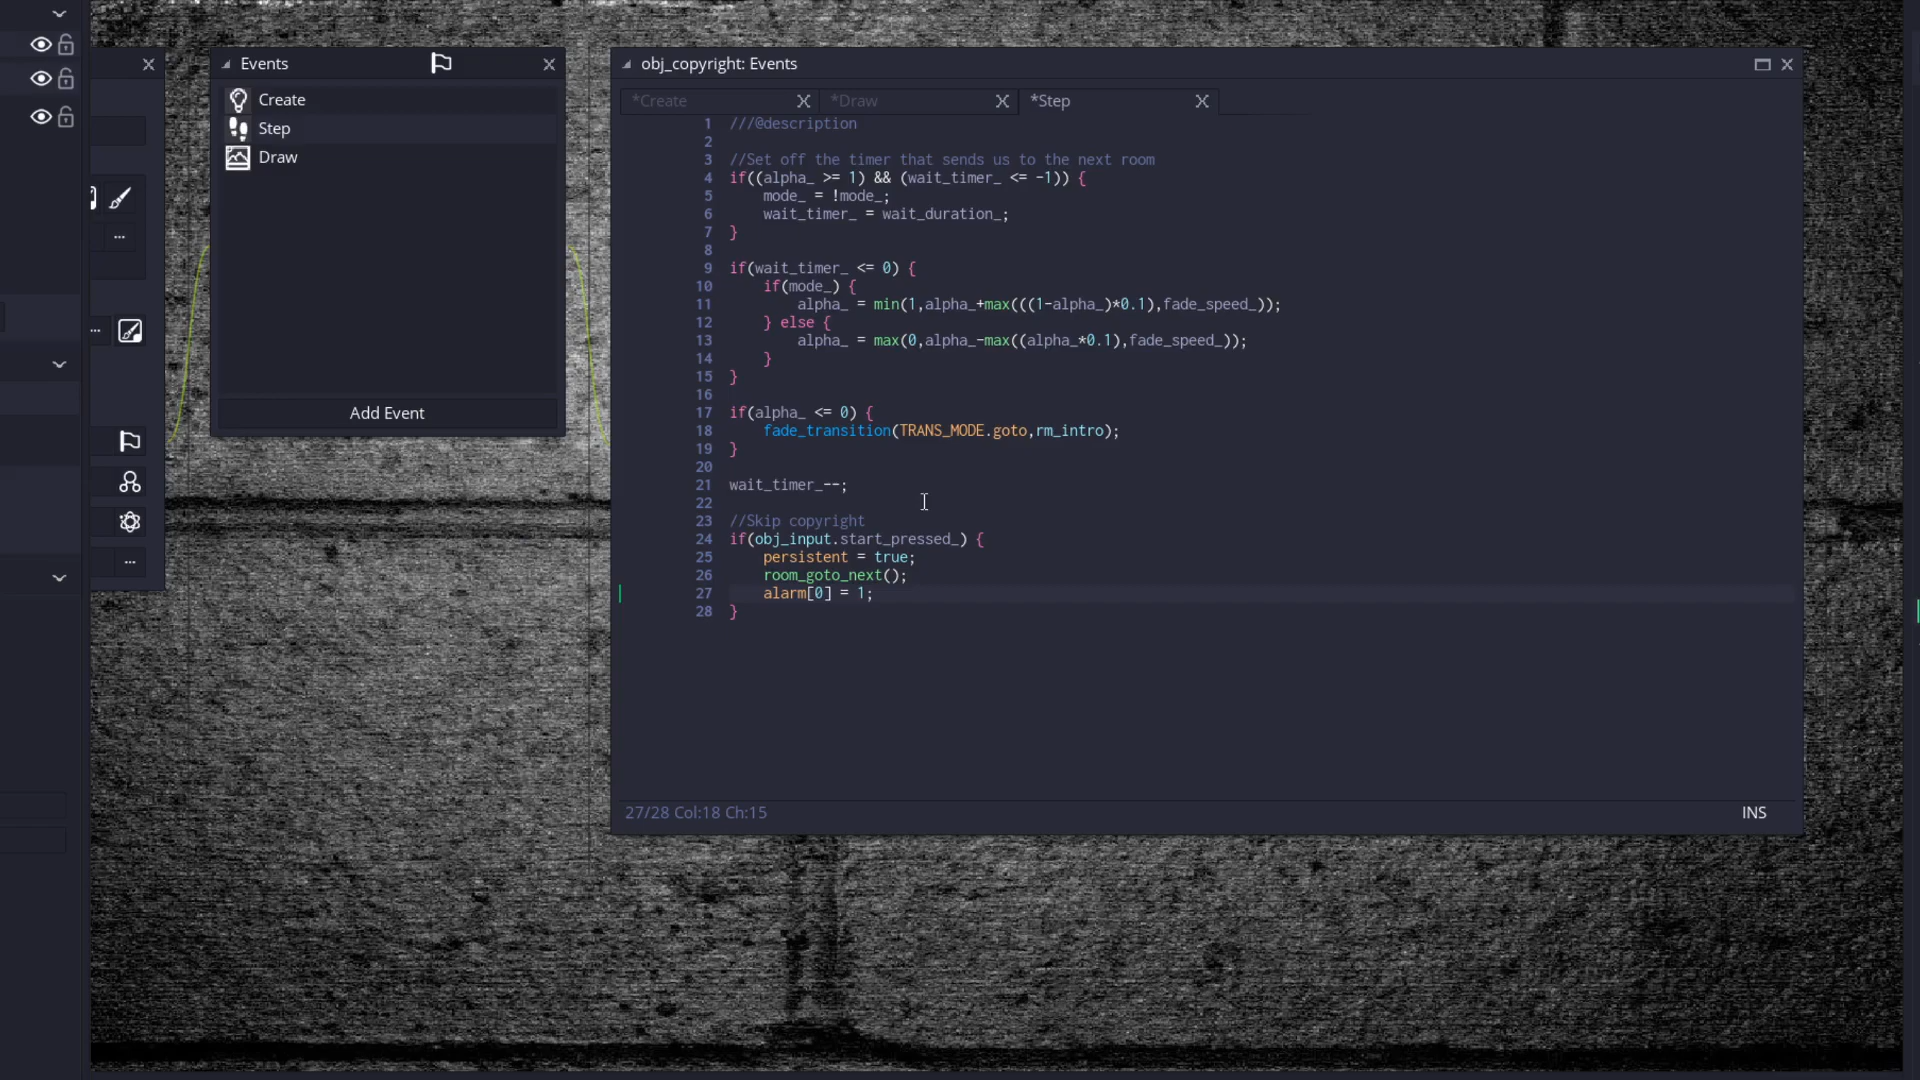 Events
Create
Step
Draw
Add Event
obj_copyright: Events
*Create
*Draw
*Step
1 ///@description
2
3 //Set off the timer that sends us to the next room
4 if((alpha_ >= 1) && (wait_timer_ <= -1)) {
5 mode_ = !mode_;
6 wait_timer_ = wait_duration_;
7 }
8
9 if(wait_timer_ <= 0) {
10 if(mode_) {
11 alpha_ = min(1,alpha_+max(((1-alpha_)*0.1),fade_speed_));
12 } else {
13 alpha_ = max(0,alpha_-max((alpha_*0.1),fade_speed_));
14 }
15 }
16
17 if(alpha_ <= 0) {
18 fade_transition(TRANS_MODE.goto,rm_intro);
19 }
20
21 wait_timer_--;
22
23 //Skip copyright
24 if(obj_input.start_pressed_) {
25 persistent = true;
26 room_goto_next();
27 alarm[0] = 1;
28 }
27/28 Col:18 Ch:15
INS